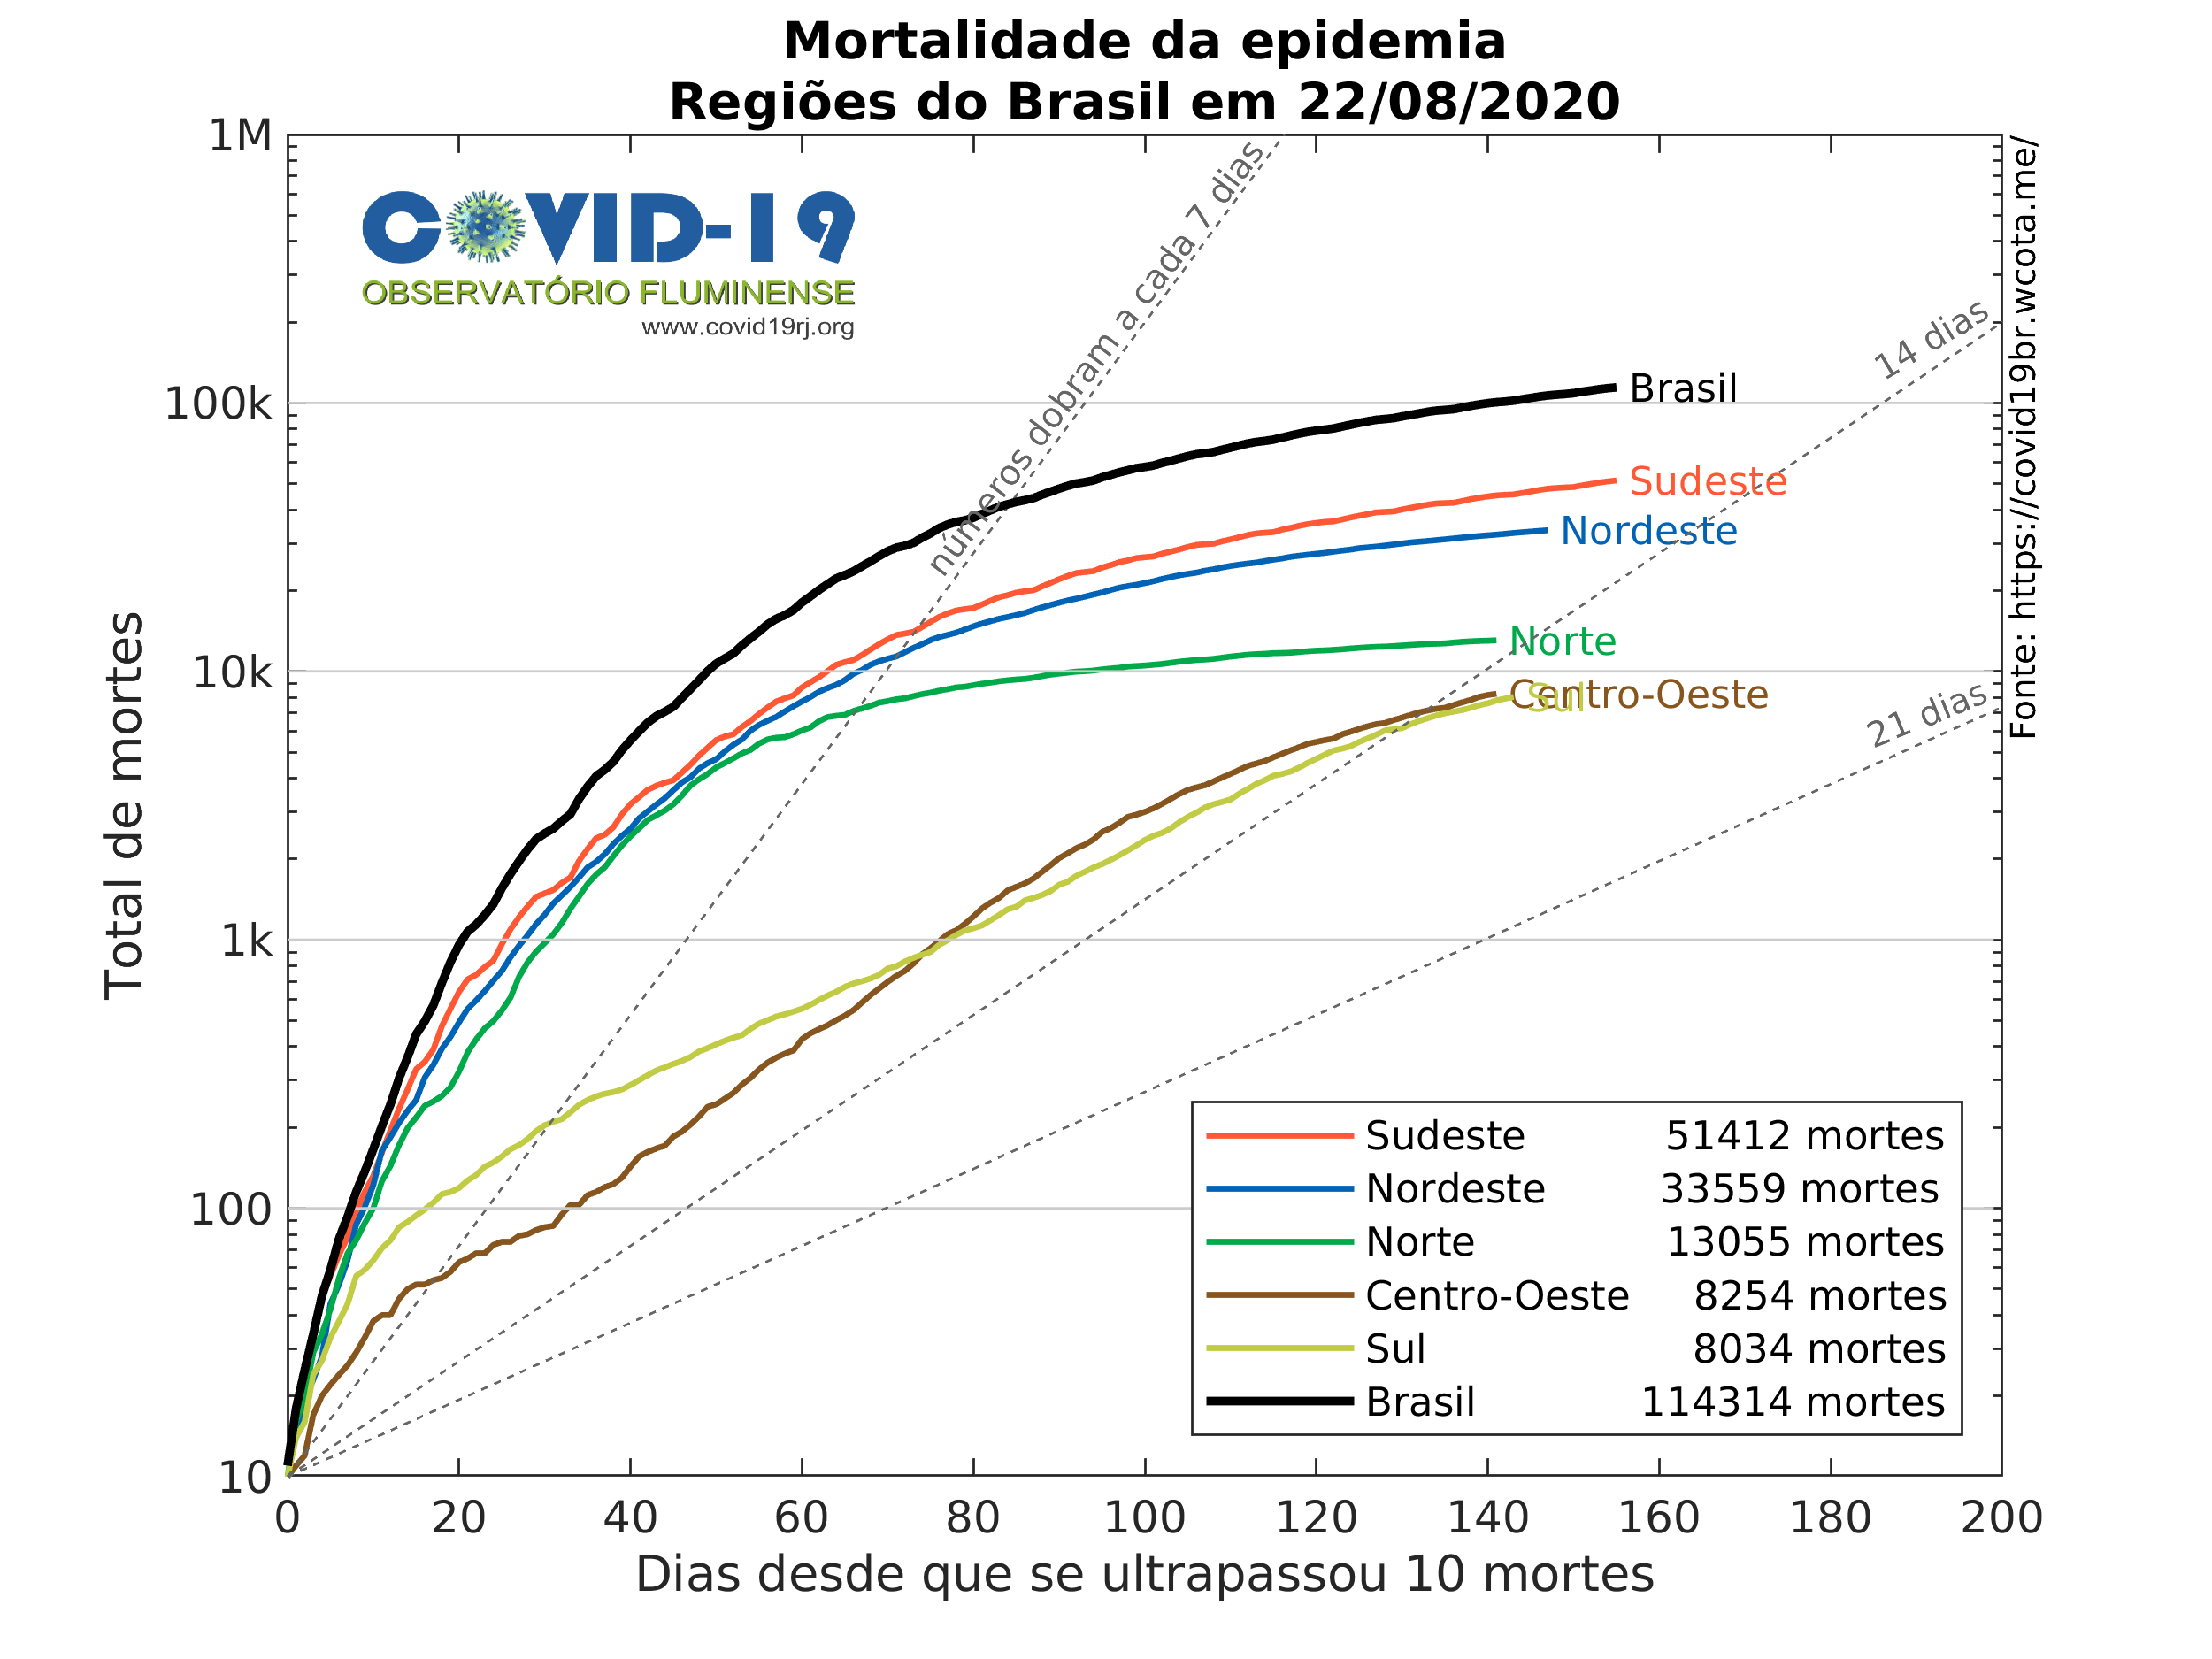 Mortalidade da epidemia
Regiões do Brasil em 22/08/2020
1M
100k
10k
1k
100
10
Total de mortes
COVID-19
OBSERVATÓRIO FLUMINENSE
www.covid19rj.org
números dobram a cada 7 dias
14 dias
21 dias
Brasil
Sudeste
Nordeste
Norte
Centro-Oeste
Sul
Fonte: https://covid19br.wcota.me/
Sudeste 51412 mortes
Nordeste 33559 mortes
Norte 13055 mortes
Centro-Oeste 8254 mortes
Sul 8034 mortes
Brasil 114314 mortes
0 20 40 60 80 100 120 140 160 180 200
Dias desde que se ultrapassou 10 mortes